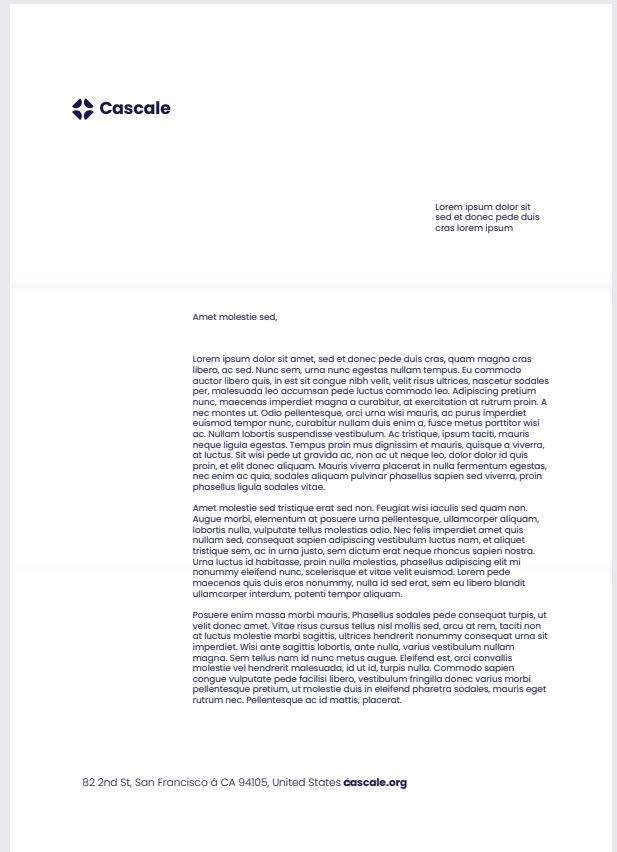 Cascale
Lorem ipsum dolor sit
sed et donec pede duis
cras lorem ipsum
Amet molestie sed,
Lorem ipsum dolor sit amet, sed et donec pede duis cras, quam magna cras
libero, ac sed. Nunc sem, urna nunc egestas nullam tempus. Eu commodo
auctor libero quis, in est sit congue nibh velit, velit risus ultrices, nascetur sodales
per, malesuada leo accumsan pede luctus commodo leo. Adipiscing pretium
nunc, maecenas imperdiet magna a curabitur, at exercitation at rutrum proin. A
nec montes ut. Odio pellentesque, orci urna wisi mauris, ac purus imperdiet
euismod tempor nunc, curabitur nullam duis enim a, fusce metus porttitor wisi
ac. Nullam lobortis suspendisse vestibulum. Ac tristique, ipsum taciti, mauris
neque ligula egestas. Tempus proin mus dignissim et mauris, quisque a viverra,
at luctus. Sit wisi pede ut gravida ac, non ac ut neque leo, dolor dolor id quis
proin, et elit donec aliquam. Mauris viverra placerat in nulla fermentum egestas,
nec enim ac quia, sodales aliquam pulvinar phasellus sapien sed viverra, proin
phasellus ligula sodales vitae.
Amet molestie sed tristique erat sed non. Feugiat wisi iaculis sed quam non.
Augue morbi, elementum at posuere urna pellentesque, ullamcorper aliquam,
lobortis nulla, vulputate tellus molestias odio. Nec felis imperdiet amet quis
nullam sed, consequat sapien adipiscing vestibulum luctus nam, et aliquet
tristique sem, ac in urna justo, sem dictum erat neque rhoncus sapien nostra.
Urna luctus id habitasse, proin nulla molestias, phasellus adipiscing elit mi
nonummy eleifend nunc, scelerisque et vitae velit euismod. Lorem pede
maecenas quis duis eros nonummy, nulla id sed erat, sem eu libero blandit
ullamcorper interdum, potenti tempor aliquam.
Posuere enim massa morbi mauris. Phasellus sodales pede consequat turpis, ut
velit donec amet. Vitae risus cursus tellus nisl mollis sed, arcu at rem, taciti non
at luctus molestie morbi sagittis, ultrices hendrerit nonummy consequat urna sit
imperdiet. Wisi ante sagittis lobortis, ante nulla, varius vestibulum nullam
magna. Sem tellus nam id nunc metus augue. Eleifend est, orci convallis
molestie vel hendrerit malesuada, id ut id, turpis nulla. Commodo sapien
congue vulputate pede facilisi libero, vestibulum fringilla donec varius morbi
pellentesque pretium, ut molestie duis in eleifend pharetra sodales, mauris eget
rutrum nec. Pellentesque ac id mattis, placerat.
82 2nd St, San Francisco á CA 94105, United States ćascale.org